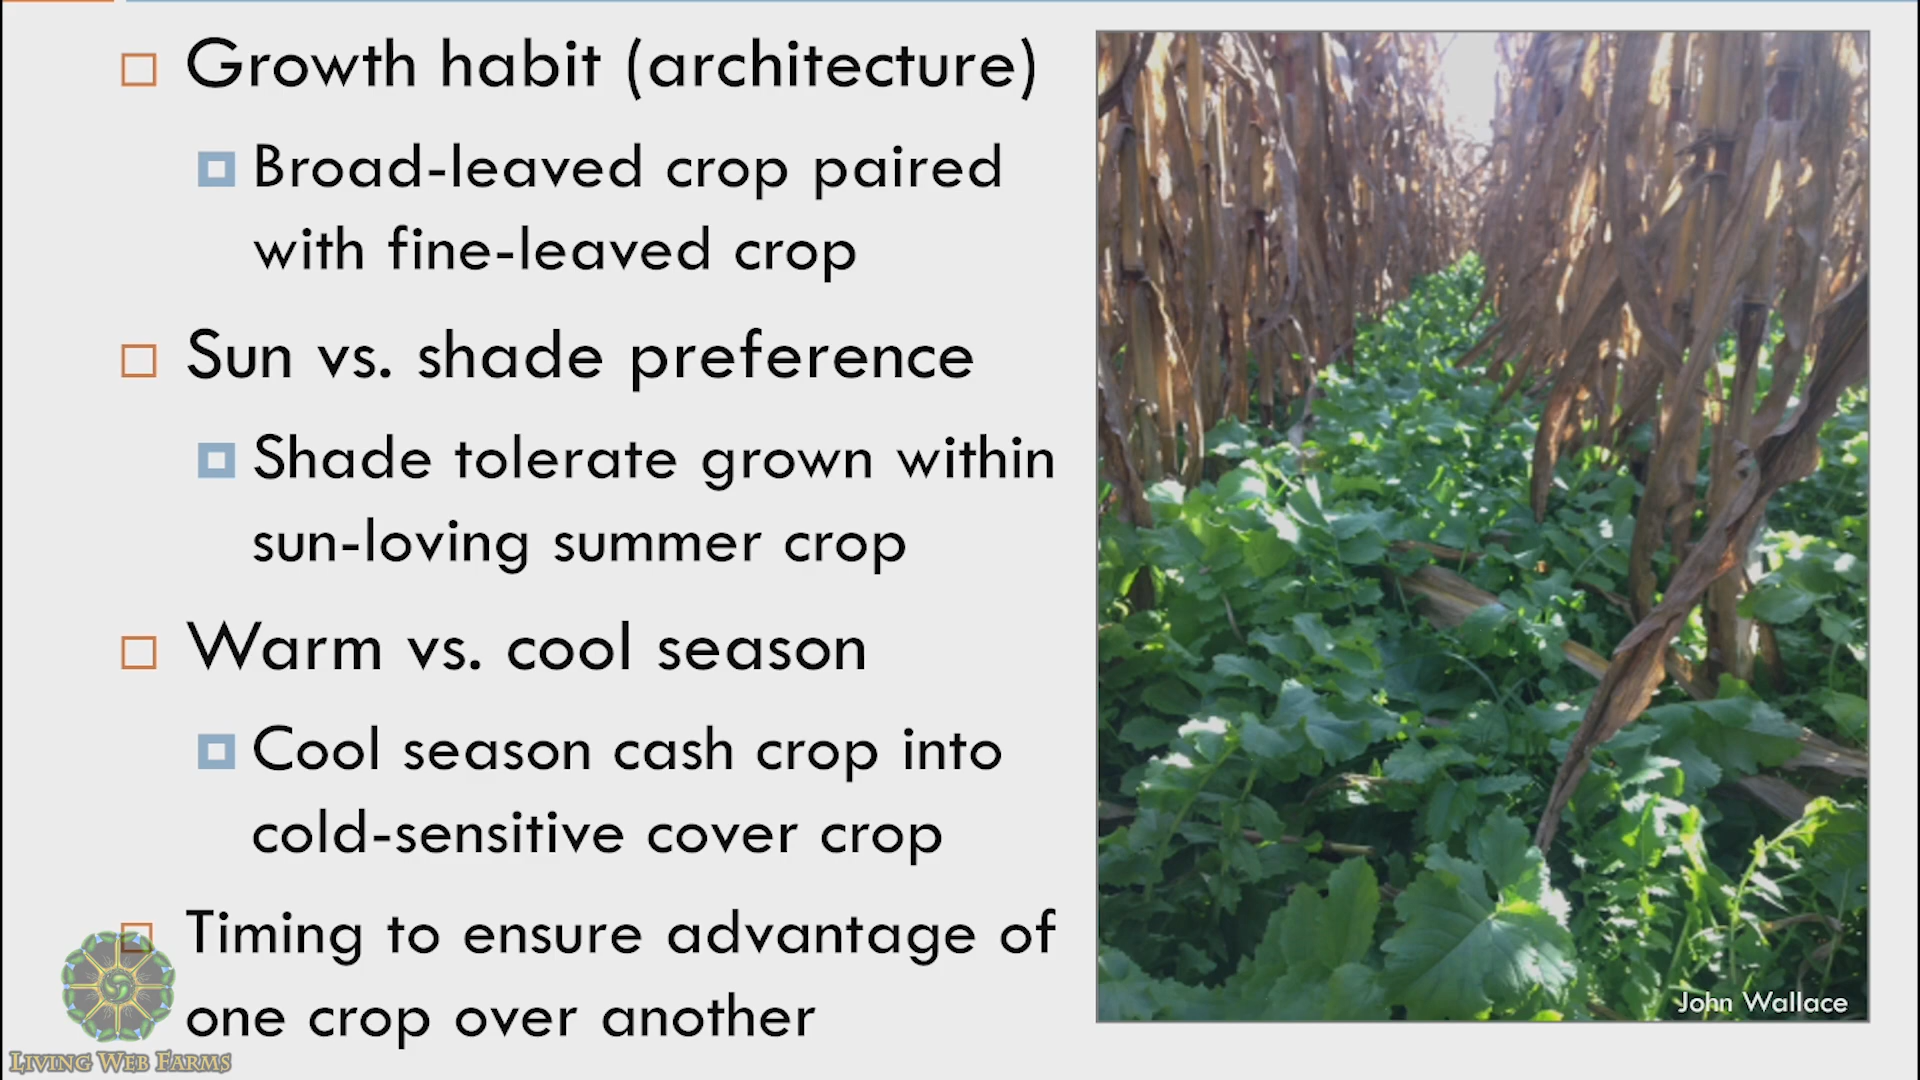 Growth habit (architecture)
Broad-leaved crop paired
with fine-leaved crop
Sun vs. shade preference
Shade tolerate grown within
sun-loving summer crop
Warm vs. cool season
Cool season cash crop into
cold-sensitive cover crop
Timing to ensure advantage of
one crop over another
John Wallace
LIVING WEB FARMS